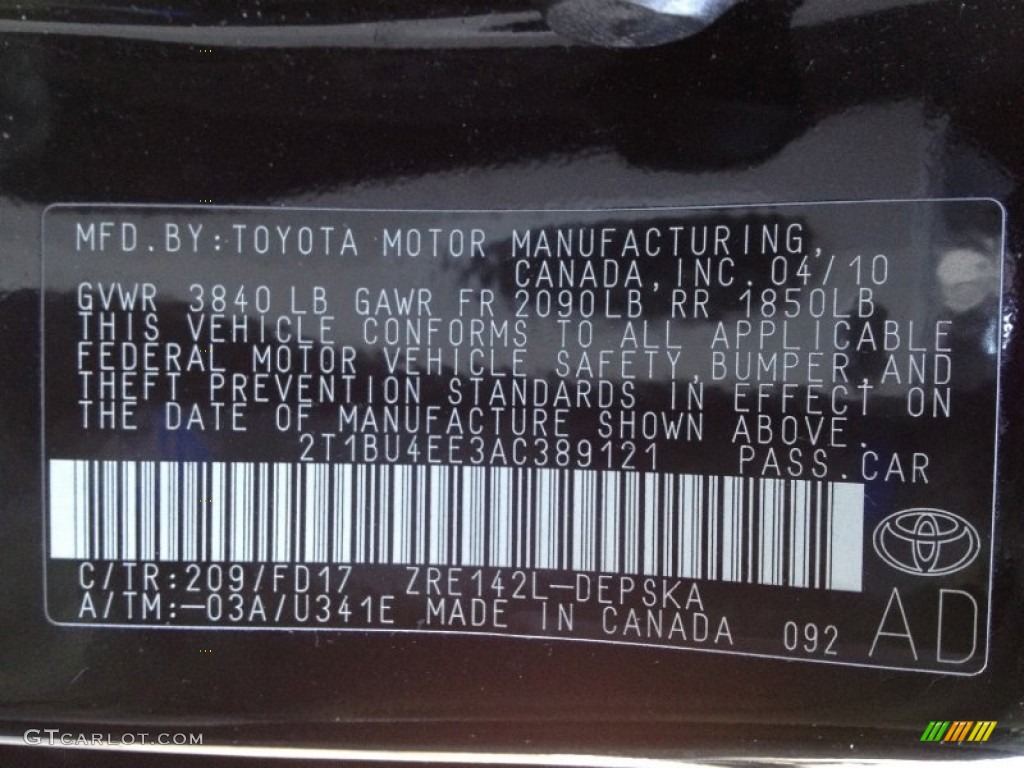 MFD.BY:TOYOTA MOTOR MANUFACTURING,
CANADA,INC.04/10
GVWR 3840LB GAWR FR 2090LB RR 1850LB
THIS VEHICLE CONFORMS TO ALL APPLICABLE
FEDERAL MOTOR VEHICLE SAFETY,BUMPER,AND
THEFT PREVENTION STANDARDS IN EFFECT ON
THE DATE OF MANUFACTURE SHOWN ABOVE.
2T1BU4EE3AC389121 PASS.CAR
C/TR:209/FD17 ZRE142L-DEPSKA
A/TM:-03A/U341E MADE IN CANADA 092 AD
GTCarLot.com